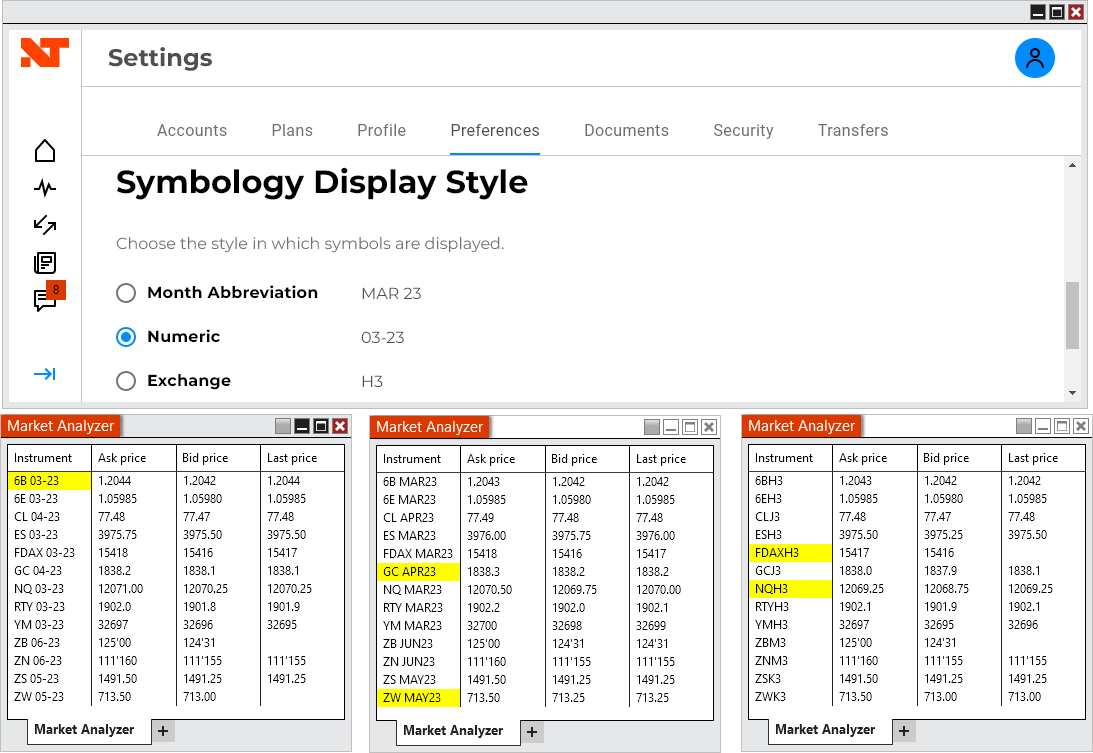 NT
Settings
Accounts Plans Profile Preferences Documents Security Transfers
Symbology Display Style
Choose the style in which symbols are displayed.
Month Abbreviation MAR 23
Numeric 03-23
8
Exchange H3
Market Analyzer
Instrument Ask price Bid price Last price
6B 03-23 1.2044 1.2042 1.2044
6E 03-23 1.05985 1.05980 1.05985
CL 04-23 77.48 77.47 77.48
ES 03-23 3975.75 3975.50 3975.50
FDAX 03-23 15418 15416 15417
GC 04-23 1838.2 1838.1 1838.1
NQ 03-23 12071.00 12070.25 12070.25
RTY 03-23 1902.0 1901.8 1901.9
YM 03-23 32697 32696 32695
ZB 06-23 125'00 124'31
ZN 06-23 111'160 111'155 111'155
ZS 05-23 1491.50 1491.25 1491.25
ZW 05-23 713.50 713.00
Market Analyzer +
Market Analyzer
Instrument Ask price Bid price Last price
6B MAR23 1.2043 1.2042 1.2042
6E MAR23 1.05985 1.05980 1.05985
CL APR23 77.49 77.48 77.48
ES MAR23 3976.00 3975.75 3976.00
FDAX MAR23 15418 15416 15417
GC APR23 1838.3 1838.2 1838.2
NQ MAR23 12070.50 12069.75 12070.00
RTY MAR23 1902.2 1902.0 1902.1
YM MAR23 32700 32698 32699
ZB JUN23 125'00 124'31 124'31
ZN JUN23 111'160 111'155 111'155
ZS MAY23 1491.50 1491.25 1491.25
ZW MAY23 713.50 713.25 713.25
Market Analyzer +
Market Analyzer
Instrument Ask price Bid price Last price
6BH3 1.2043 1.2042 1.2042
6EH3 1.05985 1.05980 1.05985
CLJ3 77.48 77.47 77.48
ESH3 3975.50 3975.25 3975.50
FDAXH3 15417 15416
GCJ3 1838.0 1837.9 1838.1
NQH3 12069.25 12068.75 12069.25
RTYH3 1902.1 1901.9 1902.1
YMH3 32697 32695 32696
ZBM3 125'00 124'31
ZNM3 111'160 111'155 111'155
ZSK3 1491.50 1491.25 1491.25
ZWK3 713.50 713.00 713.00
Market Analyzer +